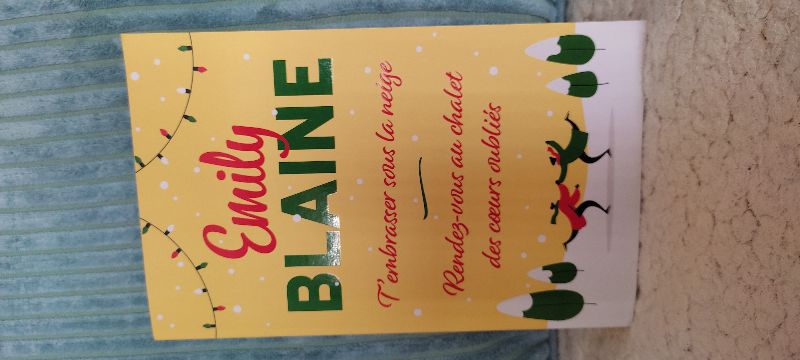 Emily
BLAINE
T'embrasser sous la neige
Rendez-vous au chalet
des cœurs oubliés